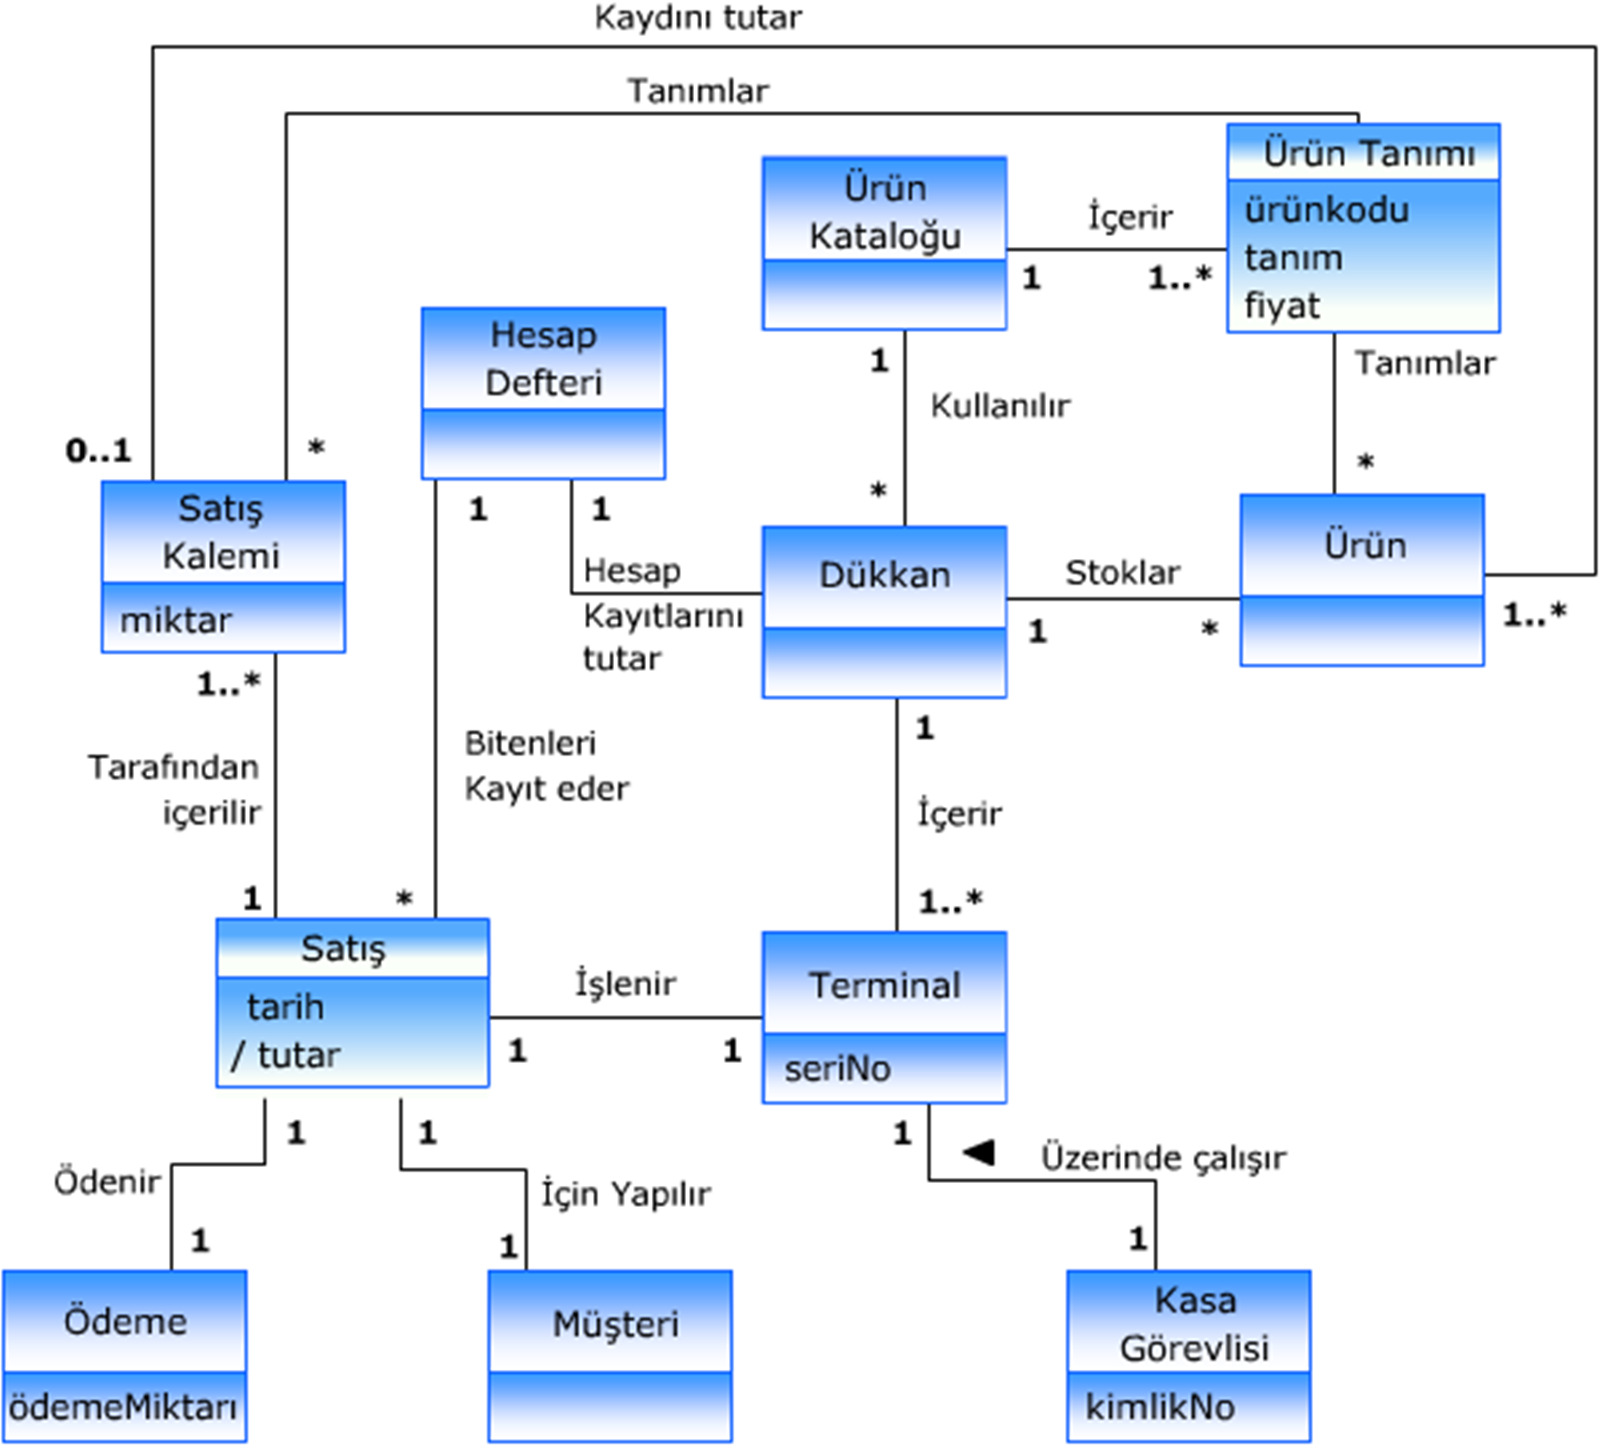 Kaydını tutar
Tanımlar
Ürün Tanımı
ürünkodu
tanım
fiyat
Ürün
Kataloğu
İçerir
1
1..*
Hesap
Defteri
1
Kullanılır
*
Tanımlar
*
0..1
*
Satış
Kalemi
miktar
1
1
Hesap
Kayıtlarını
tutar
Dükkan
Stoklar
1
*
Ürün
1..*
1..*
Tarafından
içerilir
1
Bitenleri
Kayıt eder
*
1
İçerir
1..*
Satış
tarih
/ tutar
İşlenir
1
1
Terminal
seriNo
1
Ödenir
1
1
İçin Yapılır
1
1
◄
Üzerinde çalışır
1
Ödeme
ödemeMiktarı
Müşteri
Kasa
Görevlisi
kimlikNo